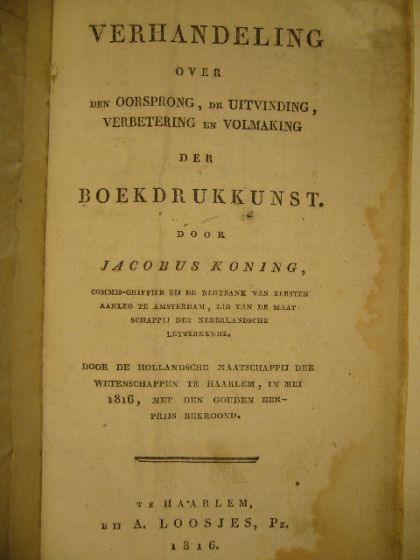 VERHANDELING
OVER
DEN OORSPRONG, DE UITVINDING,
VERBETERING EN VOLMAKING
DER
BOEKDRUKKUNST.
DOOR
JACOBUS KONING,
COMMIS-GRIFFIER BIJ DE REGTBANK VAN EERSTEN
AANLEG TE AMSTERDAM, LID VAN DE MAAT-
SCHAPPIJ DER NEDERLANDSCHE
LETTERKUNDE.
DOOR DE HOLLANDSCHE MAATSCHAPPIJ DER
WETENSCHAPPEN TE HAARLEM, IN MEI
1816, MET DEN GOUDEN EER-
PRIJS BEKROOND.
TE HAARLEM,
BIJ A. LOOSJES, Pz.
1816.